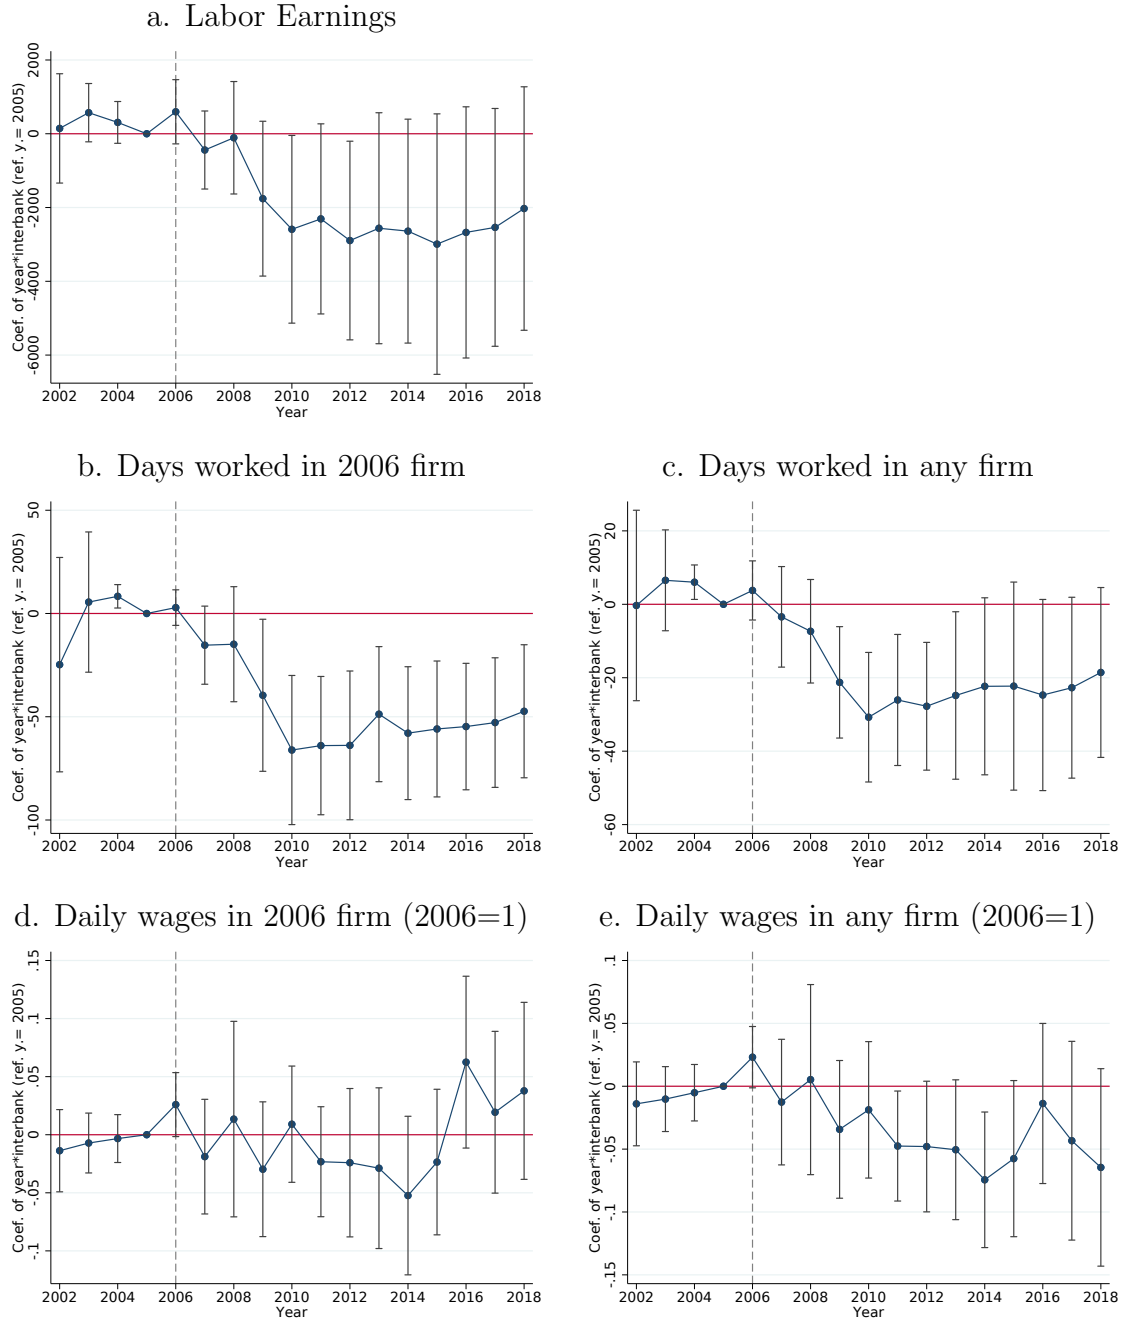 a. Labor Earnings
Coef. of year*interbank (ref. y.= 2005)
2000
0
-2000
-4000
-6000
2002 2004 2006 2008 2010 2012 2014 2016 2018
Year
b. Days worked in 2006 firm
Coef. of year*interbank (ref. y.= 2005)
50
0
-50
-100
2002 2004 2006 2008 2010 2012 2014 2016 2018
Year
c. Days worked in any firm
Coef. of year*interbank (ref. y.= 2005)
20
0
-20
-40
-60
2002 2004 2006 2008 2010 2012 2014 2016 2018
Year
d. Daily wages in 2006 firm (2006=1)
Coef. of year*interbank (ref. y.= 2005)
.15
.1
.05
0
-.05
-.1
2002 2004 2006 2008 2010 2012 2014 2016 2018
Year
e. Daily wages in any firm (2006=1)
Coef. of year*interbank (ref. y.= 2005)
.1
.05
0
-.05
-.1
-.15
2002 2004 2006 2008 2010 2012 2014 2016 2018
Year